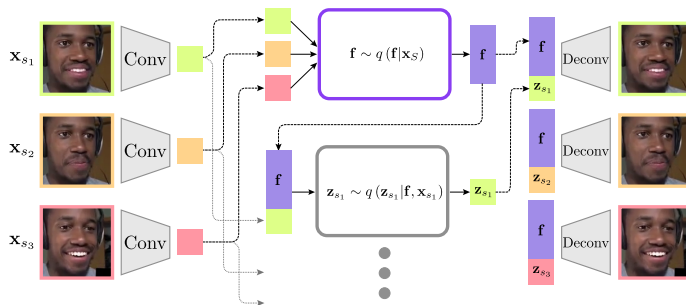 x_{s_1} Conv f ∼ q (f|x_S) f f z_{s_1} Deconv
x_{s_2} Conv f z_{s_1} ∼ q (z_{s_1}|f, x_{s_1}) z_{s_1} f z_{s_2} Deconv
x_{s_3} Conv f z_{s_3} Deconv